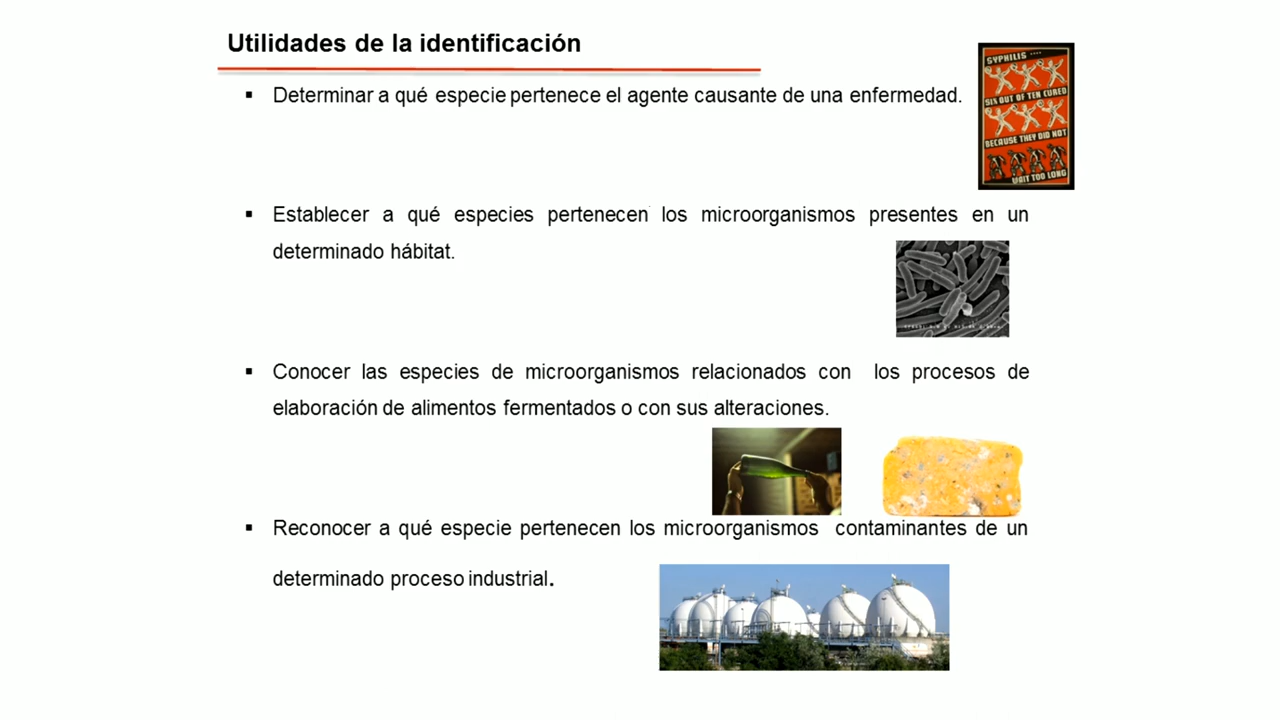 Utilidades de la identificación
▪ Determinar a qué especie pertenece el agente causante de una enfermedad.
SYPHILIS ....
SIX OUT OF TEN CURED
BECAUSE THEY DID NOT
WAIT TOO LONG
▪ Establecer a qué especies pertenecen los microorganismos presentes en un
determinado hábitat.
▪ Conocer las especies de microorganismos relacionados con los procesos de
elaboración de alimentos fermentados o con sus alteraciones.
▪ Reconocer a qué especie pertenecen los microorganismos contaminantes de un
determinado proceso industrial.